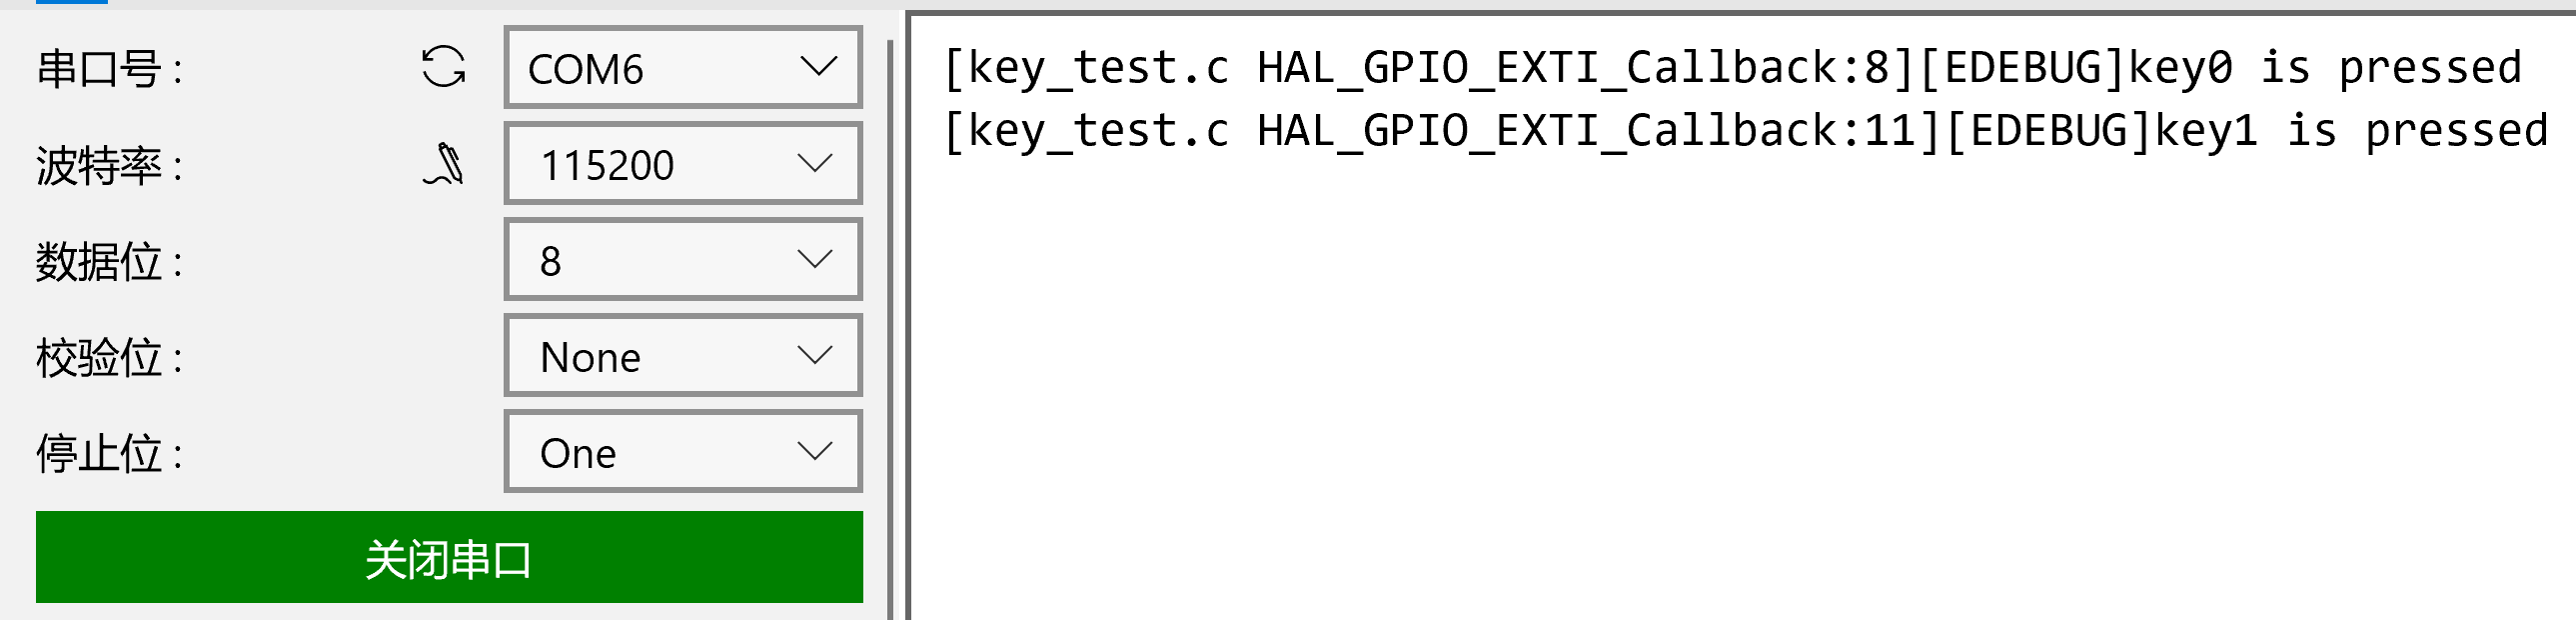 串口号 : COM6
波特率 : 115200
数据位 : 8
校验位 : None
停止位 : One
关闭串口
[key_test.c HAL_GPIO_EXTI_Callback:8][EDEBUG]key0 is pressed
[key_test.c HAL_GPIO_EXTI_Callback:11][EDEBUG]key1 is pressed